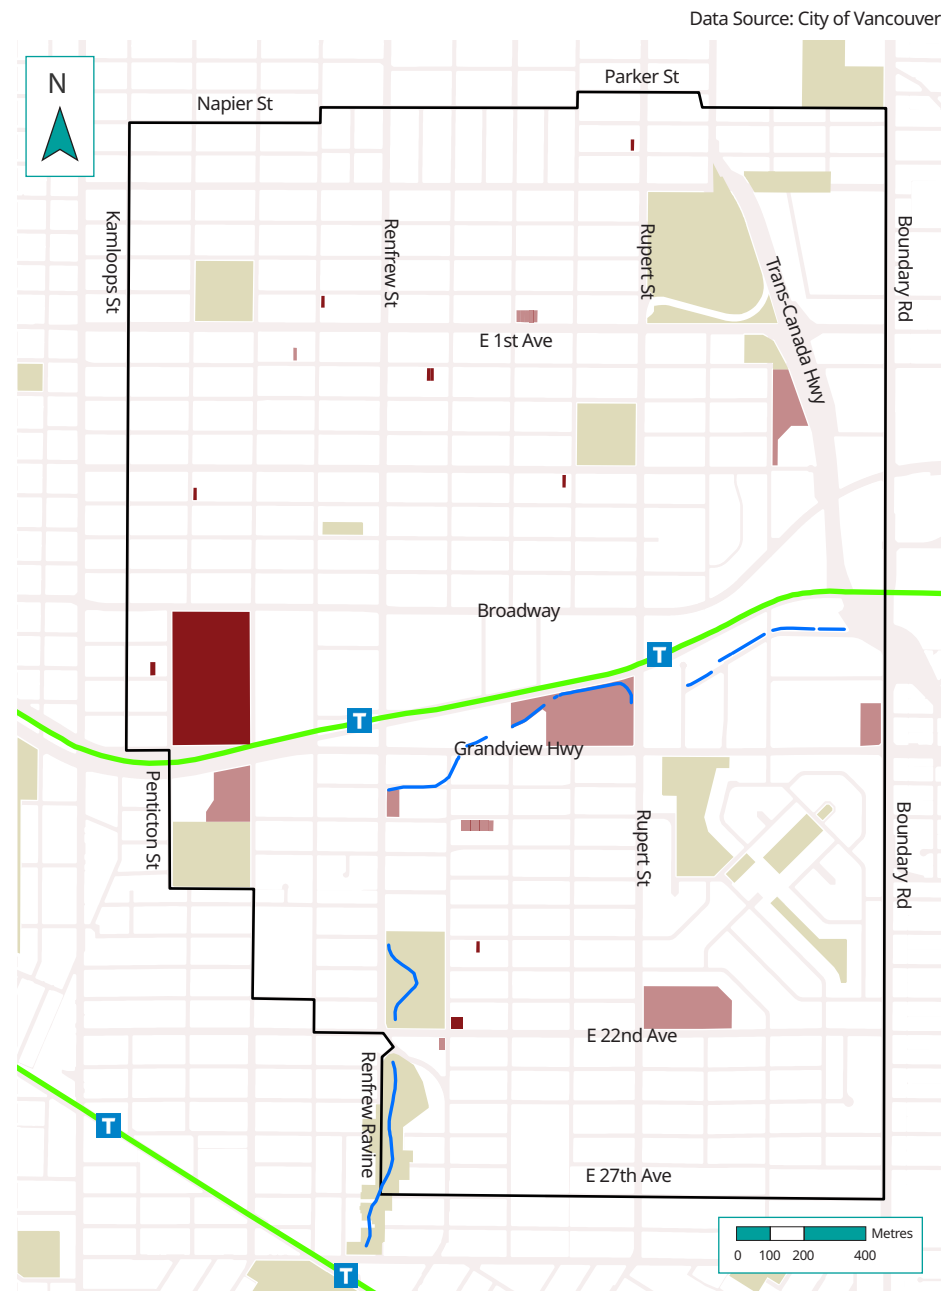 Data Source: City of Vancouver
N
Parker St
Napier St
Kamloops St
Renfrew St
Rupert St
Boundary Rd
Trans-Canada Hwy
E 1st Ave
Broadway
T
T
Grandview Hwy
Penticton St
Rupert St
Boundary Rd
E 22nd Ave
Renfrew Ravine
T
E 27th Ave
T
Metres
0 100 200 400